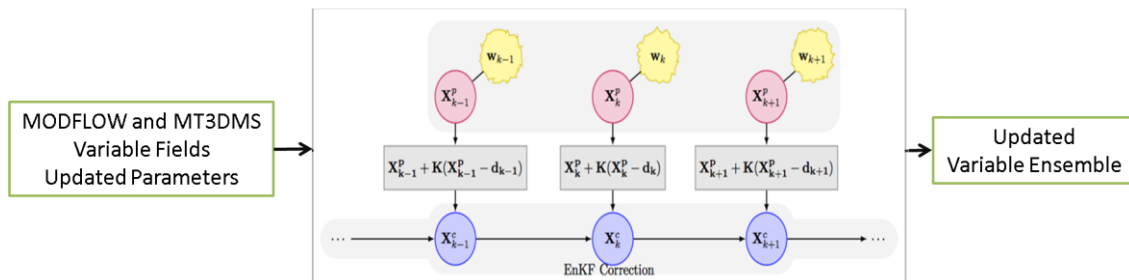 w_{k−1} w_k w_{k+1}
MODFLOW and MT3DMS
Variable Fields
Updated Parameters
X^p_{k−1} X^p_k X^p_{k+1}
X^p_{k−1} + K(X^p_{k−1} − d_{k−1}) X^p_k + K(X^p_k − d_k) X^p_{k+1} + K(X^p_{k+1} − d_{k+1})
... X^c_{k−1} X^c_k X^c_{k+1} ...
EnKF Correction
Updated
Variable Ensemble